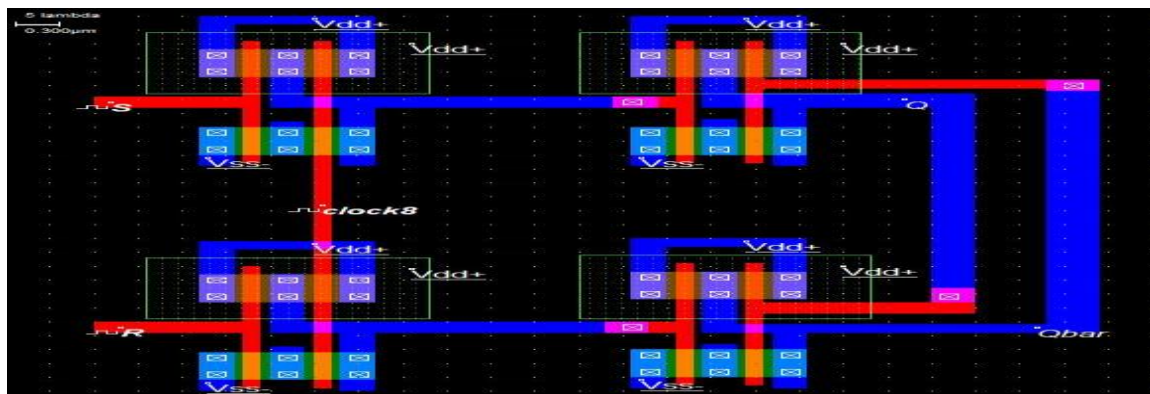 5 lambda
0.300µm
Vdd+
Vdd+
Vdd+
Vdd+
S
Q
Vss-
Vss-
clock8
Vdd+
Vdd+
Vdd+
Vdd+
R
Qbar
Vss-
Vss-